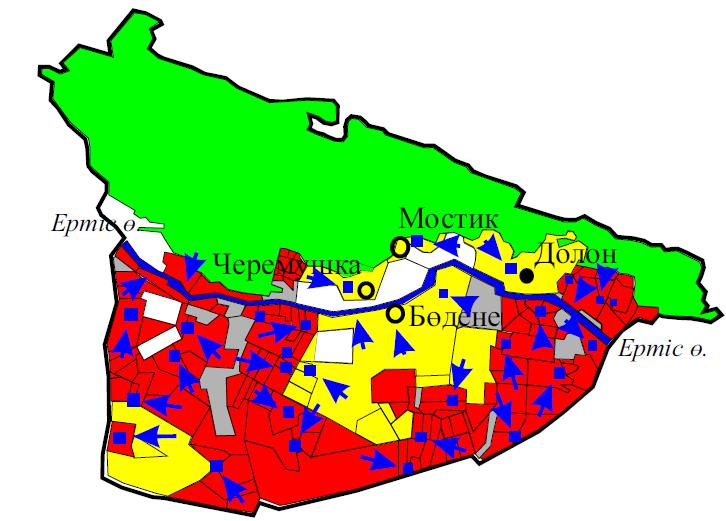 Мостик
Ертіс ө.
Долон
Черемушка
Бөдене
Ертіс ө.